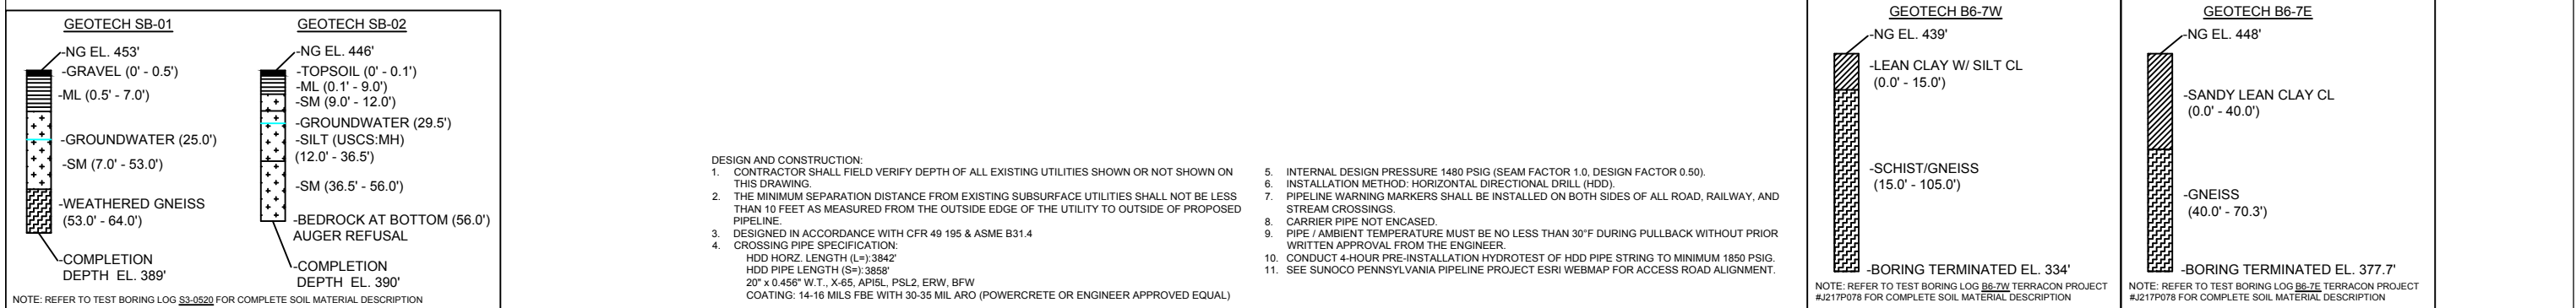 GEOTECH SB-01
-NG EL. 453'
-GRAVEL (0' - 0.5')
-ML (0.5' - 7.0')
-GROUNDWATER (25.0')
-SM (7.0' - 53.0')
-WEATHERED GNEISS
(53.0' - 64.0')
-COMPLETION
DEPTH EL. 389'
GEOTECH SB-02
-NG EL. 446'
-TOPSOIL (0' - 0.1')
-ML (0.1' - 9.0')
-SM (9.0' - 12.0')
-GROUNDWATER (29.5')
-SILT (USCS:MH)
(12.0' - 36.5')
-SM (36.5' - 56.0')
-BEDROCK AT BOTTOM (56.0')
AUGER REFUSAL
-COMPLETION
DEPTH EL. 390'
NOTE: REFER TO TEST BORING LOG S3-0520 FOR COMPLETE SOIL MATERIAL DESCRIPTION
DESIGN AND CONSTRUCTION:
1. CONTRACTOR SHALL FIELD VERIFY DEPTH OF ALL EXISTING UTILITIES SHOWN OR NOT SHOWN ON
THIS DRAWING.
2. THE MINIMUM SEPARATION DISTANCE FROM EXISTING SUBSURFACE UTILITIES SHALL NOT BE LESS
THAN 10 FEET AS MEASURED FROM THE OUTSIDE EDGE OF THE UTILITY TO OUTSIDE OF PROPOSED
PIPELINE.
3. DESIGNED IN ACCORDANCE WITH CFR 49 195 & ASME B31.4
4. CROSSING PIPE SPECIFICATION:
HDD HORZ. LENGTH (L=):3842'
HDD PIPE LENGTH (S=):3858'
20" x 0.456" W.T., X-65, API5L, PSL2, ERW, BFW
COATING: 14-16 MILS FBE WITH 30-35 MIL ARO (POWERCRETE OR ENGINEER APPROVED EQUAL)
5. INTERNAL DESIGN PRESSURE 1480 PSIG (SEAM FACTOR 1.0, DESIGN FACTOR 0.50).
6. INSTALLATION METHOD: HORIZONTAL DIRECTIONAL DRILL (HDD).
7. PIPELINE WARNING MARKERS SHALL BE INSTALLED ON BOTH SIDES OF ALL ROAD, RAILWAY, AND
STREAM CROSSINGS.
8. CARRIER PIPE NOT ENCASED.
9. PIPE / AMBIENT TEMPERATURE MUST BE NO LESS THAN 30°F DURING PULLBACK WITHOUT PRIOR
WRITTEN APPROVAL FROM THE ENGINEER.
10. CONDUCT 4-HOUR PRE-INSTALLATION HYDROTEST OF HDD PIPE STRING TO MINIMUM 1850 PSIG.
11. SEE SUNOCO PENNSYLVANIA PIPELINE PROJECT ESRI WEBMAP FOR ACCESS ROAD ALIGNMENT.
GEOTECH B6-7W
-NG EL. 439'
-LEAN CLAY W/ SILT CL
(0.0' - 15.0')
-SCHIST/GNEISS
(15.0' - 105.0')
-BORING TERMINATED EL. 334'
NOTE: REFER TO TEST BORING LOG B6-7W TERRACON PROJECT
#J217P078 FOR COMPLETE SOIL MATERIAL DESCRIPTION
GEOTECH B6-7E
-NG EL. 448'
-SANDY LEAN CLAY CL
(0.0' - 40.0')
-GNEISS
(40.0' - 70.3')
-BORING TERMINATED EL. 377.7'
NOTE: REFER TO TEST BORING LOG B6-7E TERRACON PROJECT
#J217P078 FOR COMPLETE SOIL MATERIAL DESCRIPTION